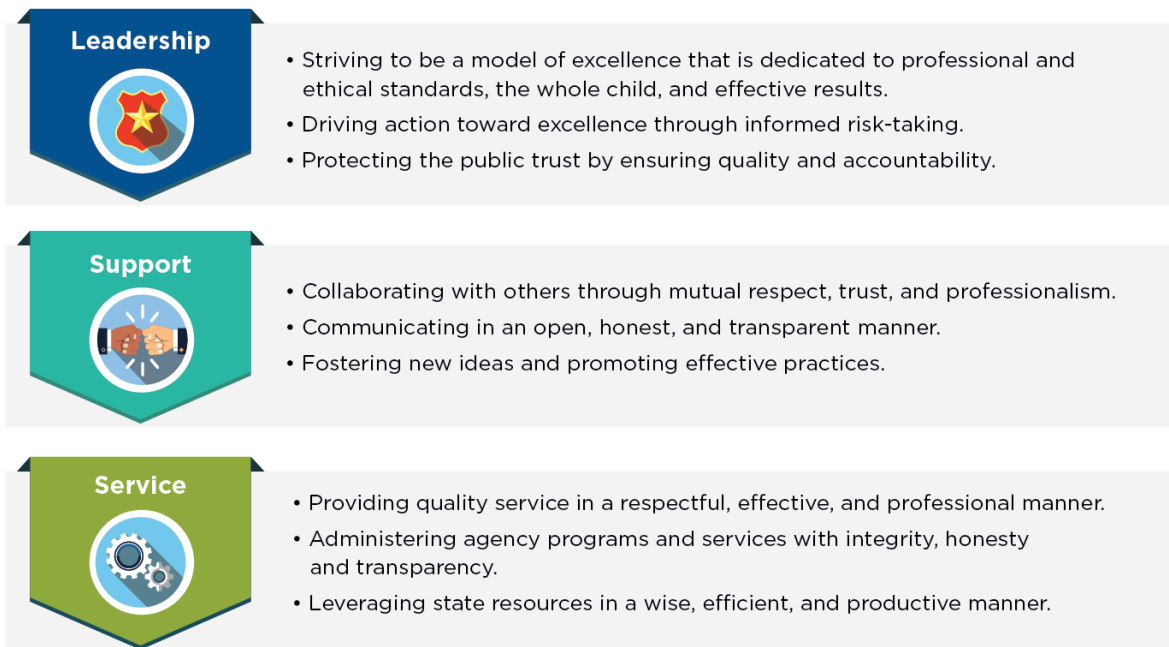 Leadership
• Striving to be a model of excellence that is dedicated to professional and
ethical standards, the whole child, and effective results.
• Driving action toward excellence through informed risk-taking.
• Protecting the public trust by ensuring quality and accountability.
Support
• Collaborating with others through mutual respect, trust, and professionalism.
• Communicating in an open, honest, and transparent manner.
• Fostering new ideas and promoting effective practices.
Service
• Providing quality service in a respectful, effective, and professional manner.
• Administering agency programs and services with integrity, honesty
and transparency.
• Leveraging state resources in a wise, efficient, and productive manner.